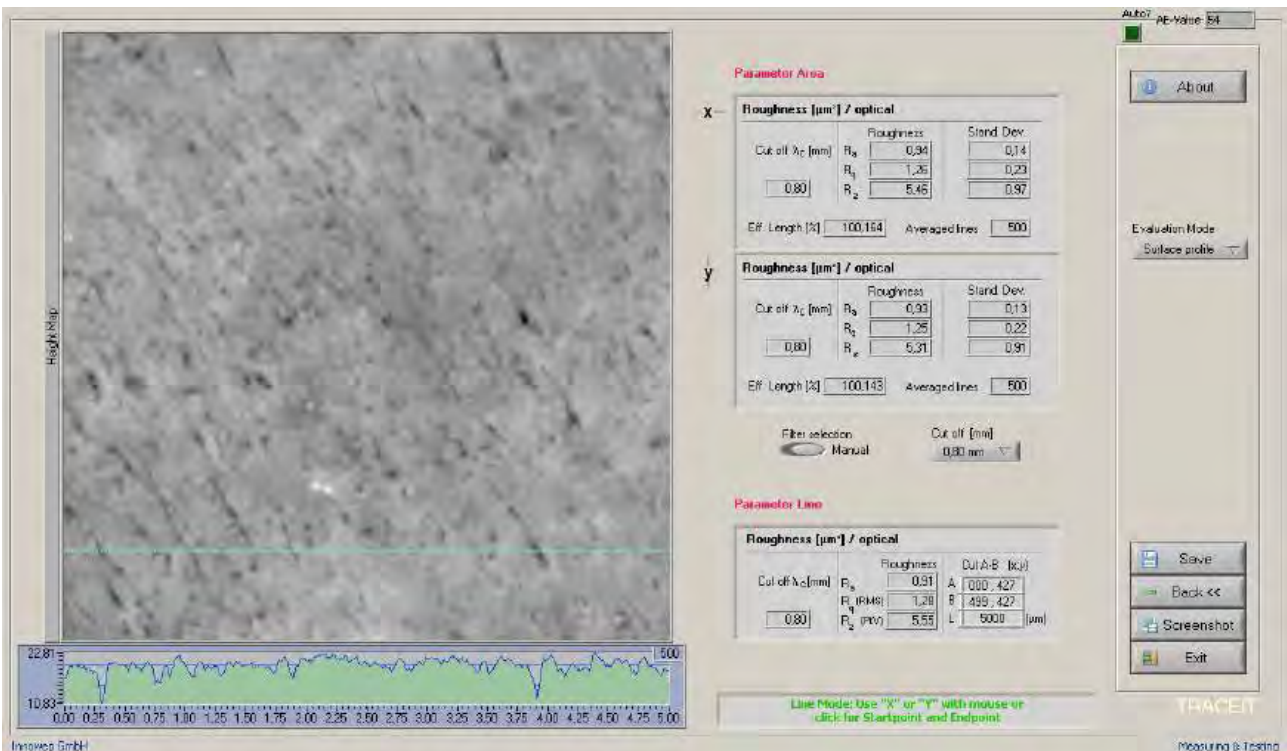 Auto?
AE-Value 54
About
Parameter Area
x
Roughness [µm*] / optical
Roughness Stand. Dev.
Cut off λc [mm] Ra 0,94 0,14
Rq 1,26 0,23
0,80 Rz 5,46 0,97
Eff. Length [%] 100,164 Averaged lines 500
y
Roughness [µm*] / optical
Roughness Stand. Dev.
Cut off λc [mm] Ra 0,93 0,13
Rq 1,25 0,22
0,80 Rz 5,31 0,91
Eff. Length [%] 100,143 Averaged lines 500
Evaluation Mode
Surface profile
Height Map
Filter selection
Manual
Cut off [mm]
0,80 mm
Parameter Line
Roughness [µm*] / optical
Roughness Cut A-B (x,y)
Cut off λc [mm] Ra 0,91 A 000 , 427
Rq (RMS) 1,28 B 499 , 427
0,80 Rz 5,55 L 5000 [µm]
Save
Back <<
Screenshot
Exit
22,81
500
10,83
0.00 0.25 0.50 0.75 1.00 1.25 1.50 1.75 2.00 2.25 2.50 2.75 3.00 3.25 3.50 3.75 4.00 4.25 4.50 4.75 5.00
Line Mode: Use "X" or "Y" with mouse or
click for Startpoint and Endpoint
TRACEiT
Innowep GmbH
Measuring & Testing